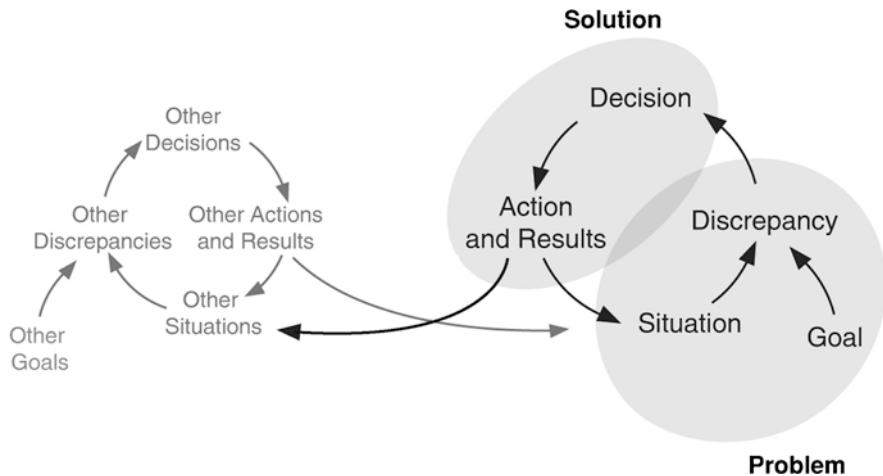 Solution
Decision
Action
and Results
Discrepancy
Situation
Goal
Problem
Other
Decisions
Other
Discrepancies
Other Actions
and Results
Other
Situations
Other
Goals